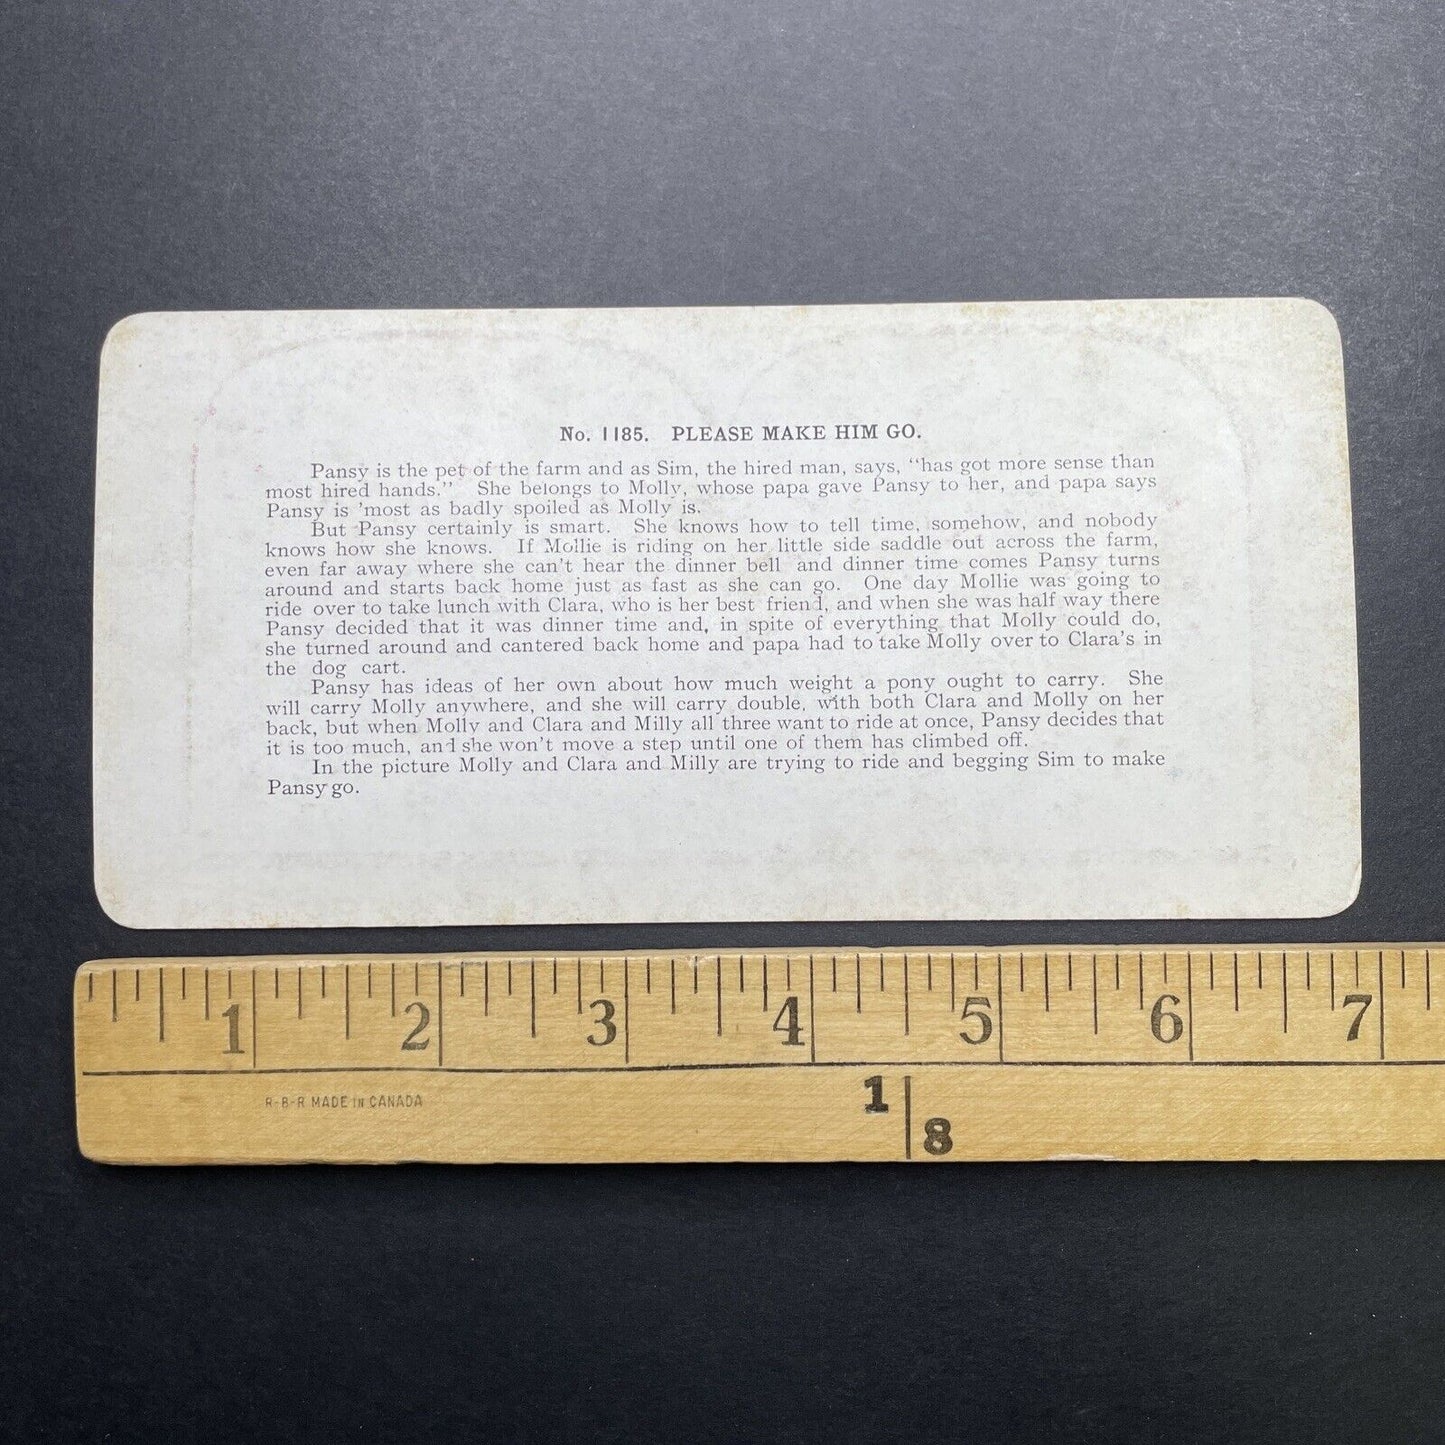 No. 1185. PLEASE MAKE HIM GO.
Pansy is the pet of the farm and as Sim, the hired man, says, "has got more sense than
most hired hands." She belongs to Molly, whose papa gave Pansy to her, and papa says
Pansy is 'most as badly spoiled as Molly is.
But Pansy certainly is smart. She knows how to tell time, somehow, and nobody
knows how she knows. If Mollie is riding on her little side saddle out across the farm,
even far away where she can't hear the dinner bell and dinner time comes Pansy turns
around and starts back home just as fast as she can go. One day Mollie was going to
ride over to take lunch with Clara, who is her best friend, and when she was half way there
Pansy decided that it was dinner time and, in spite of everything that Molly could do,
she turned around and cantered back home and papa had to take Molly over to Clara's in
the dog cart.
Pansy has ideas of her own about how much weight a pony ought to carry. She
will carry Molly anywhere, and she will carry double, with both Clara and Molly on her
back, but when Molly and Clara and Milly all three want to ride at once, Pansy decides that
it is too much, and she won't move a step until one of them has climbed off.
In the picture Molly and Clara and Milly are trying to ride and begging Sim to make
Pansy go.
1 2 3 4 5 6 7
R-B-R MADE IN CANADA
1 8